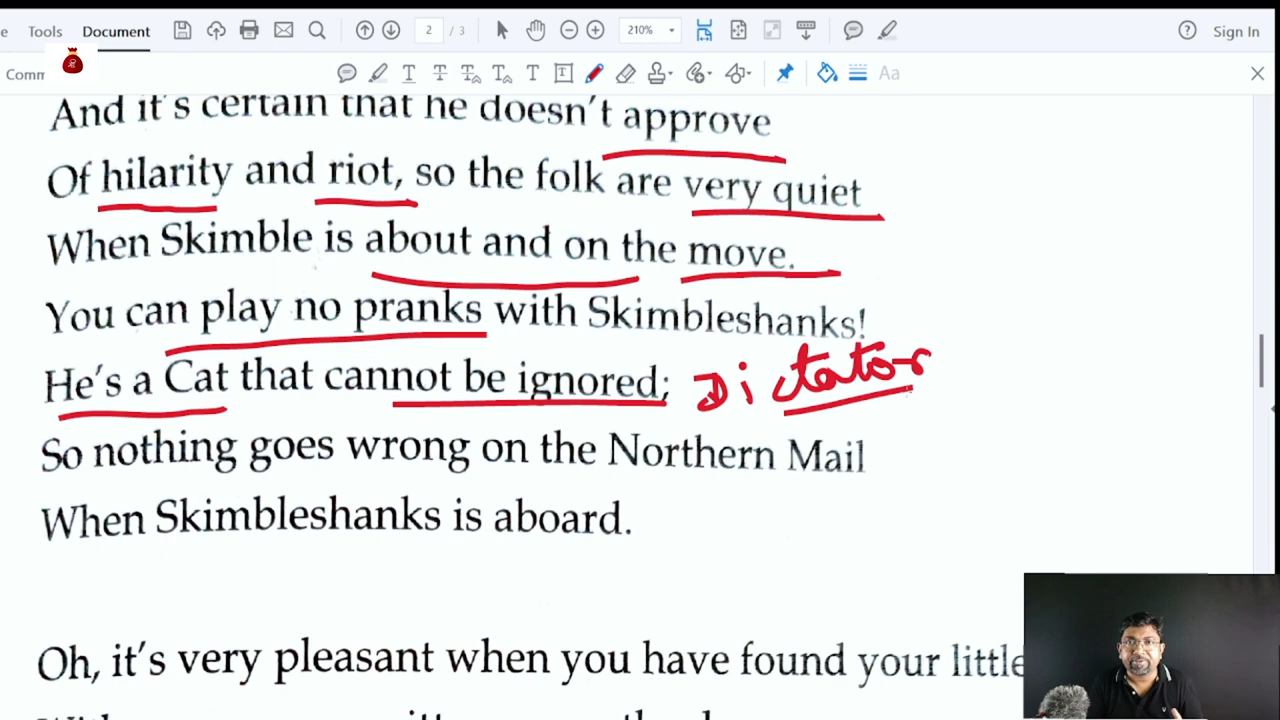 Tools Document 2 / 3 210% Sign In
Comm
And it's certain that he doesn't approve
Of hilarity and riot, so the folk are very quiet
When Skimble is about and on the move.
You can play no pranks with Skimbleshanks!
He's a Cat that cannot be ignored; Dictator
So nothing goes wrong on the Northern Mail
When Skimbleshanks is aboard.
Oh, it's very pleasant when you have found your little